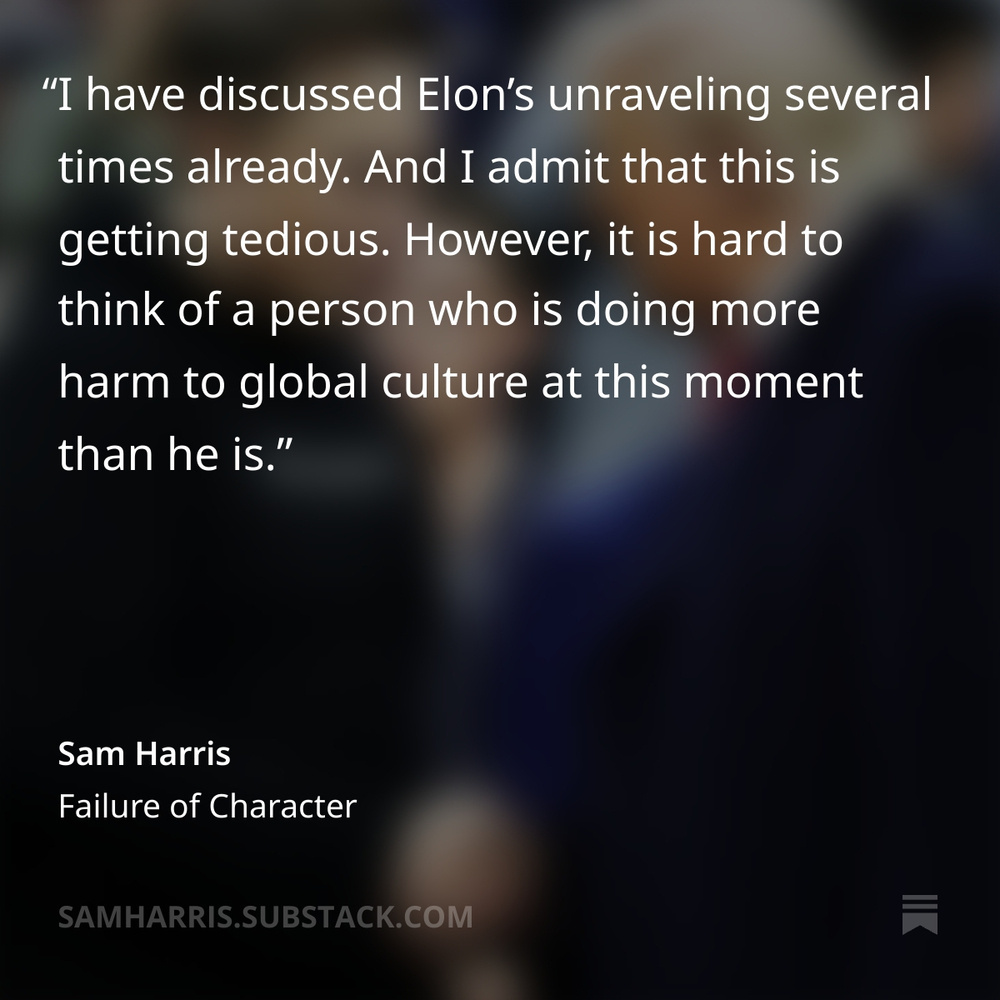 “I have discussed Elon’s unraveling several
times already. And I admit that this is
getting tedious. However, it is hard to
think of a person who is doing more
harm to global culture at this moment
than he is.”
Sam Harris
Failure of Character
SAMHARRIS.SUBSTACK.COM